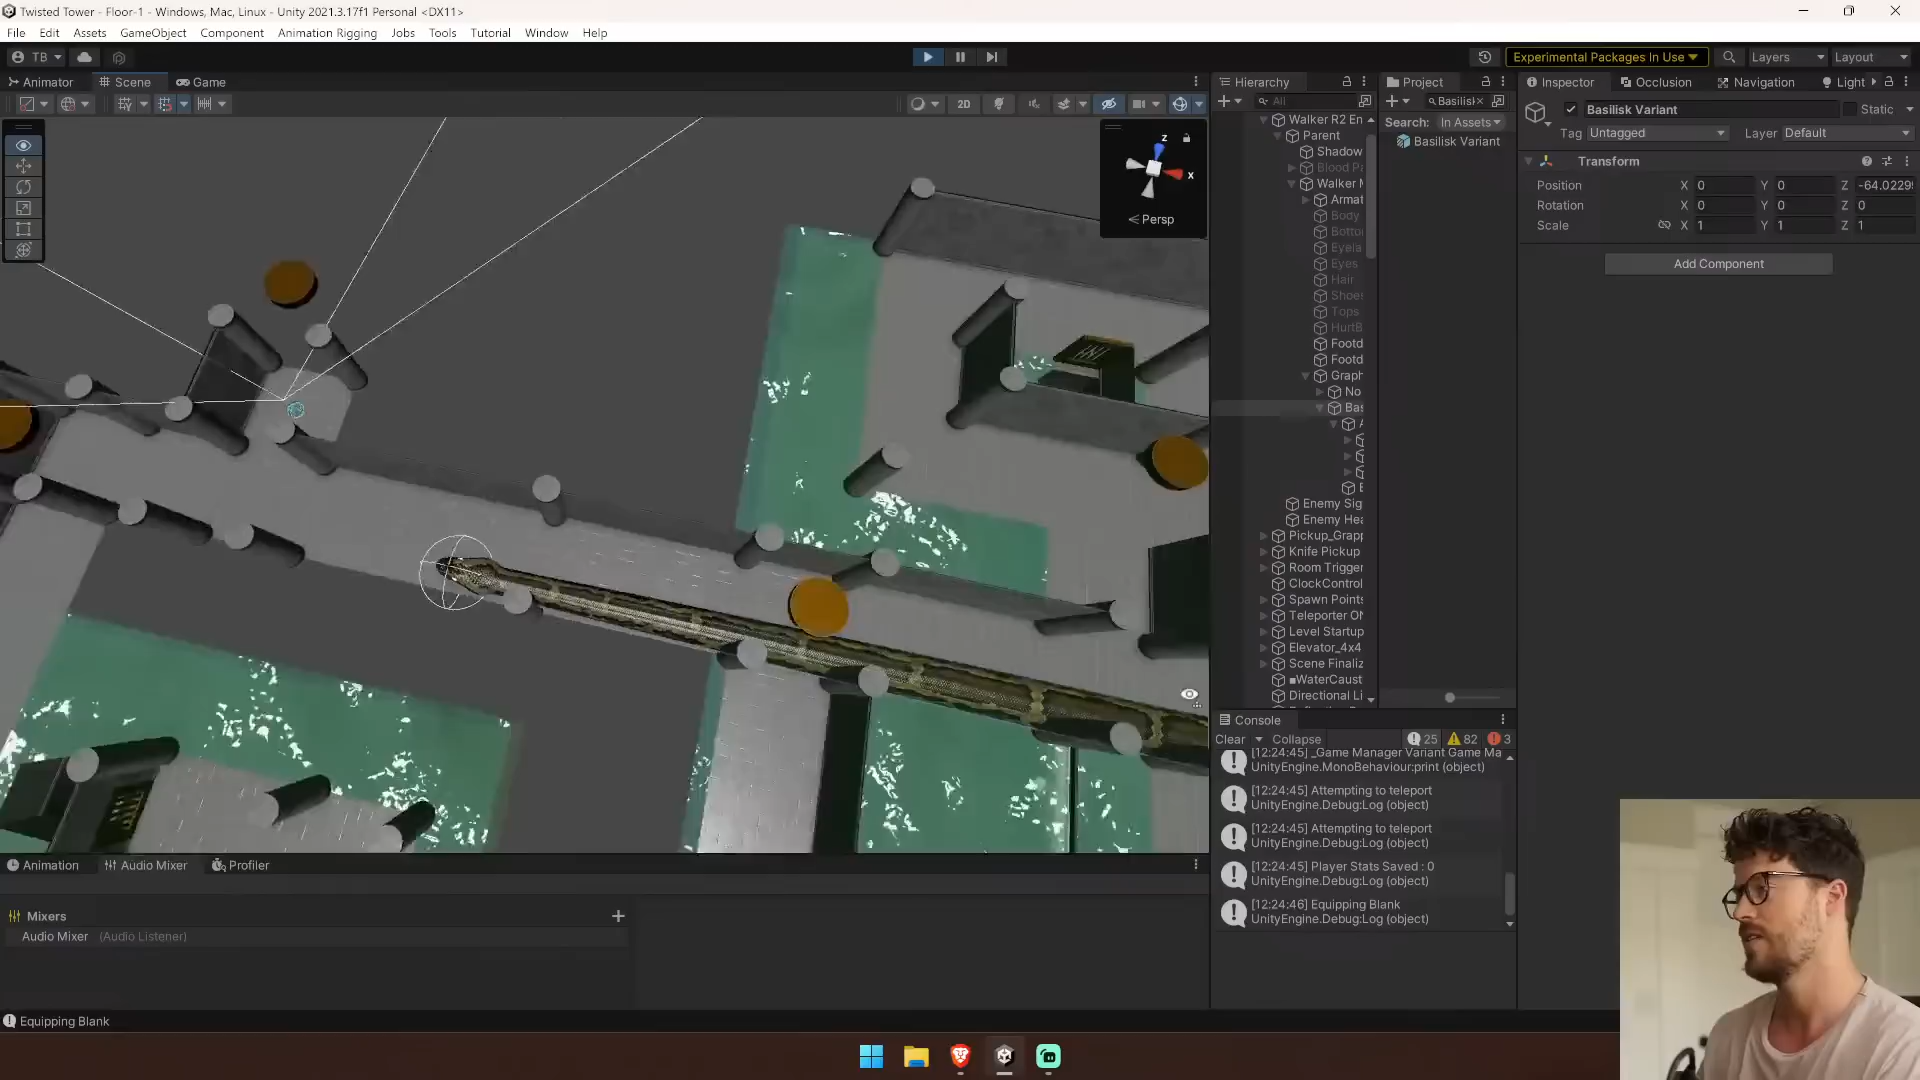 Twisted Tower - Floor-1 - Windows, Mac, Linux - Unity 2021.3.17f1 Personal <DX11>
File Edit Assets GameObject Component Animation Rigging Jobs Tools Tutorial Window Help
TB
Experimental Packages In Use
Layers
Layout
Animator
Scene
Game
2D
z
x
Persp
Hierarchy
All
Walker R2 En
Parent
Shadow
Blood Pa
Walker M
Armat
Body
Botto
Eyela
Eyes
Hair
Shoes
Tops
HurtB
Footd
Footd
Graph
No
Bas
Enemy Sig
Enemy Hea
Pickup_Grapp
Knife Pickup
Room Trigger
ClockControl
Spawn Points
Teleporter ON
Level Startup
Elevator_4x4
Scene Finaliz
■WaterCaust
Directional Li
Project
Basilis
Search: In Assets
Basilisk Variant
Inspector
Occlusion
Navigation
Light
Basilisk Variant
Static
Tag Untagged
Layer Default
Transform
Position X 0 Y 0 Z -64.0229
Rotation X 0 Y 0 Z 0
Scale X 1 Y 1 Z 1
Add Component
Console
Clear Collapse 25 82 3
[12:24:45] _Game Manager Variant Game Ma
UnityEngine.MonoBehaviour:print (object)
[12:24:45] Attempting to teleport
UnityEngine.Debug:Log (object)
[12:24:45] Attempting to teleport
UnityEngine.Debug:Log (object)
[12:24:45] Player Stats Saved : 0
UnityEngine.Debug:Log (object)
[12:24:46] Equipping Blank
UnityEngine.Debug:Log (object)
Animation
Audio Mixer
Profiler
Mixers
Audio Mixer (Audio Listener)
Equipping Blank